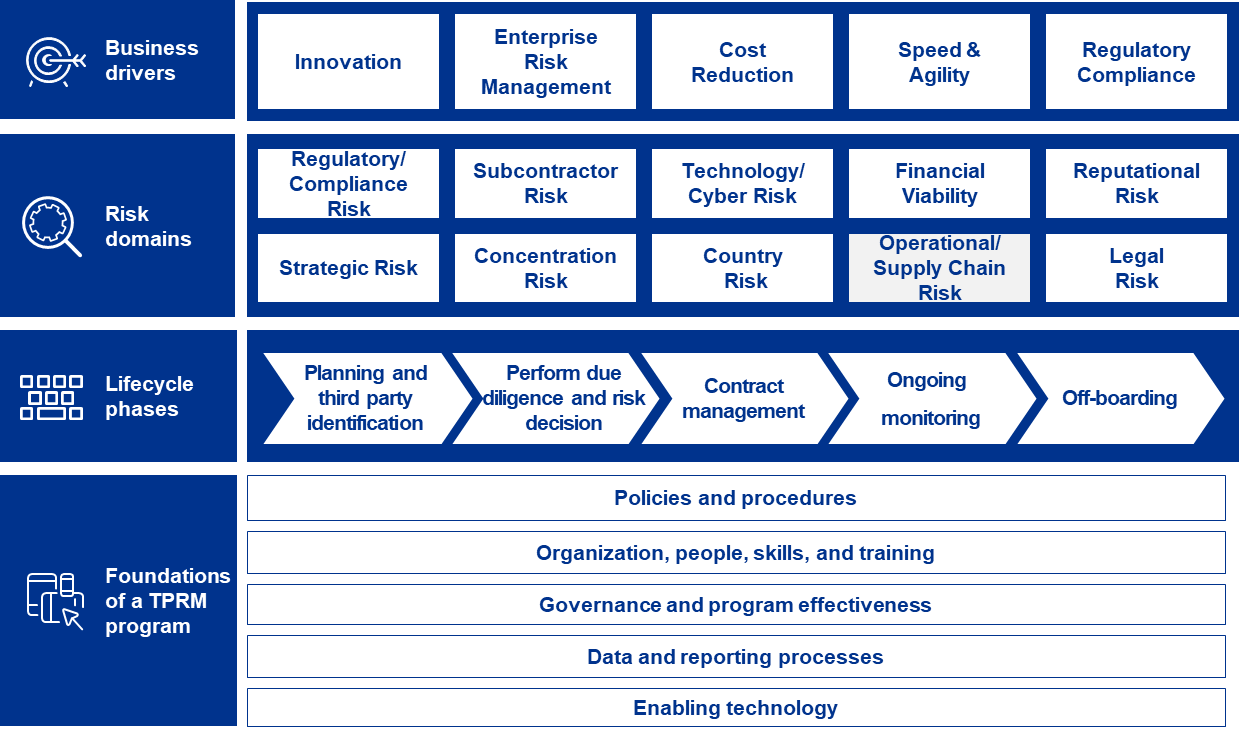 Business
drivers
Innovation
Enterprise
Risk
Management
Cost
Reduction
Speed &
Agility
Regulatory
Compliance
Risk
domains
Regulatory/
Compliance
Risk
Subcontractor
Risk
Technology/
Cyber Risk
Financial
Viability
Reputational
Risk
Strategic Risk
Concentration
Risk
Country
Risk
Operational/
Supply Chain
Risk
Legal
Risk
Lifecycle
phases
Planning and
third party
identification
Perform due
diligence and risk
decision
Contract
management
Ongoing
monitoring
Off-boarding
Foundations
of a TPRM
program
Policies and procedures
Organization, people, skills, and training
Governance and program effectiveness
Data and reporting processes
Enabling technology